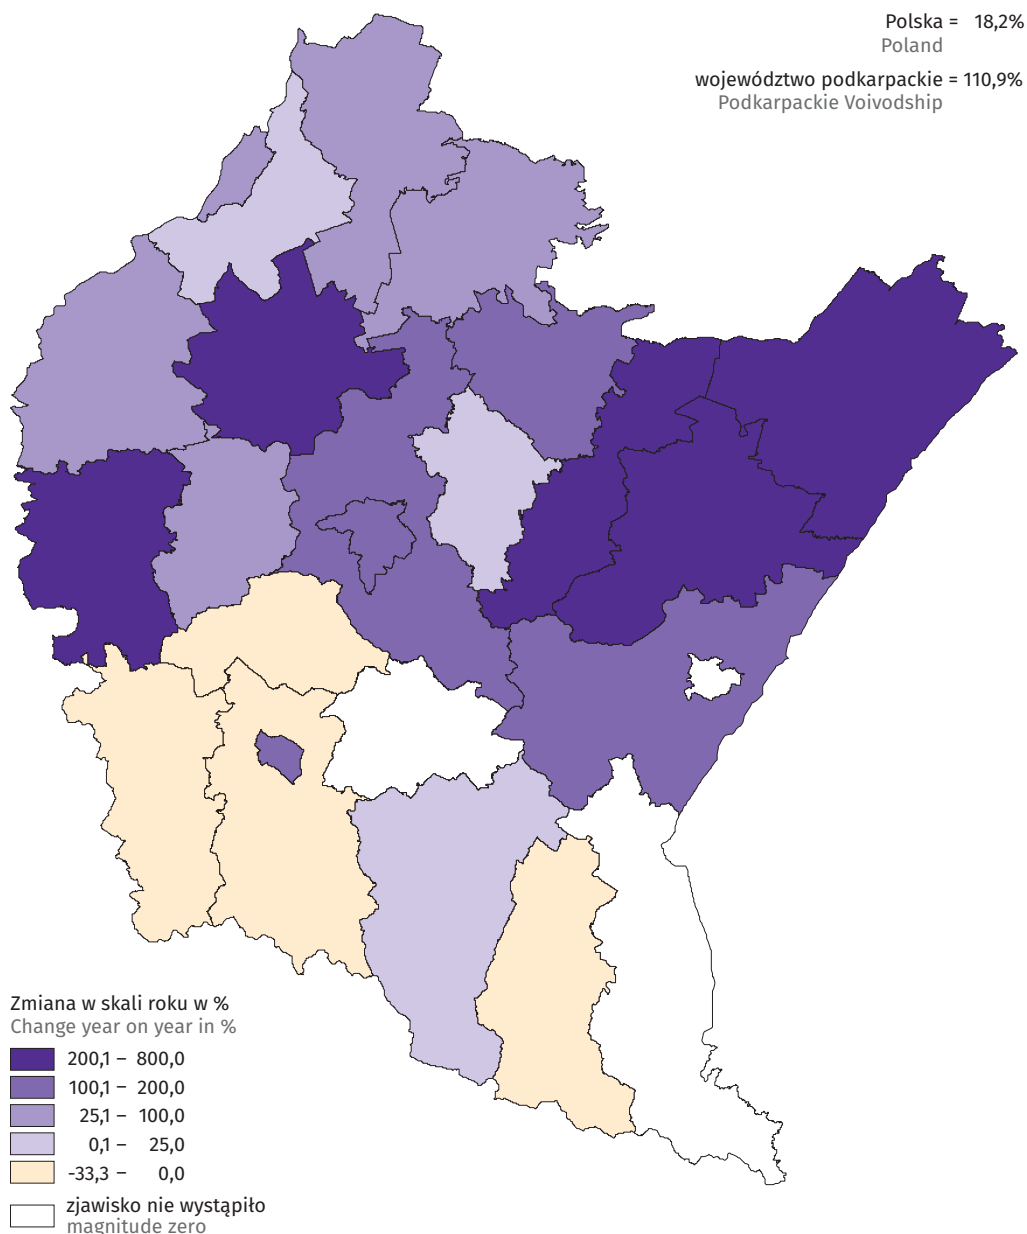 Polska = 18,2%
Poland
województwo podkarpackie = 110,9%
Podkarpackie Voivodship
Zmiana w skali roku w %
Change year on year in %
200,1 – 800,0
100,1 – 200,0
25,1 – 100,0
0,1 – 25,0
-33,3 – 0,0
zjawisko nie wystąpiło
magnitude zero